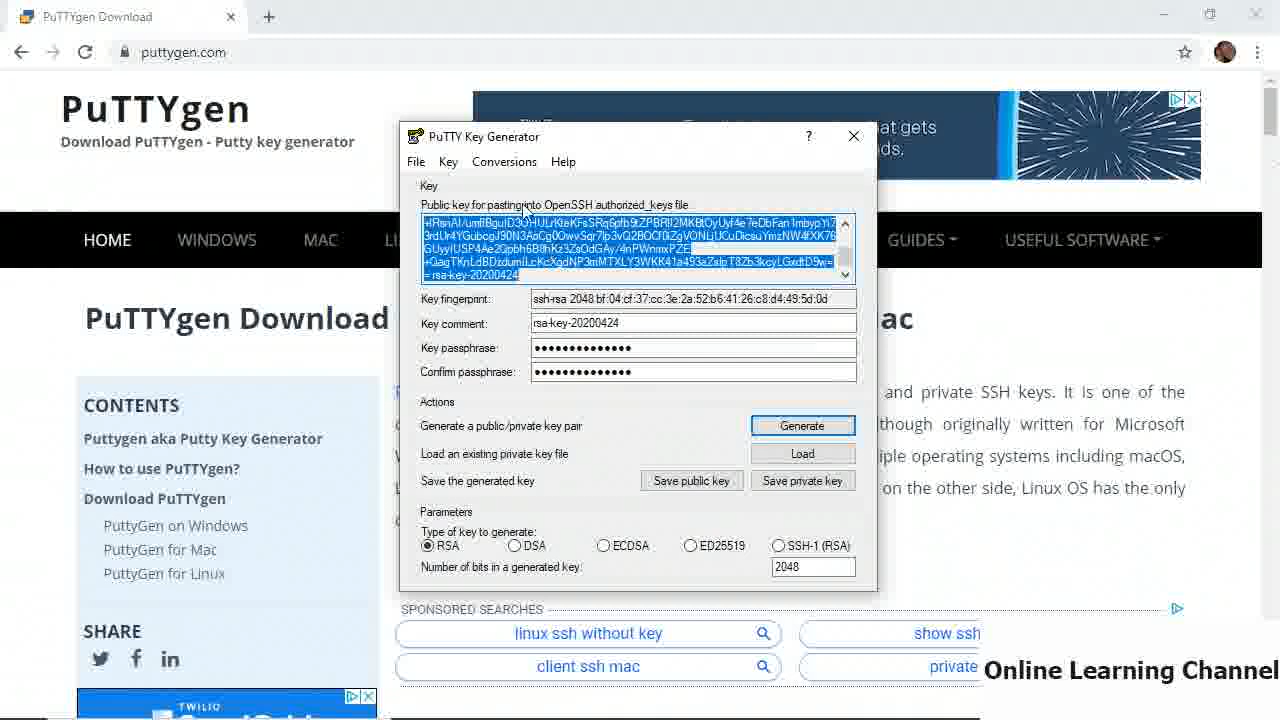 PuTTYgen Download
puttygen.com
PuTTYgen
Download PuTTYgen - Putty key generator
at gets
HOME WINDOWS MAC GUIDES USEFUL SOFTWARE
PuTTYgen Download
ac
CONTENTS
Puttygen aka Putty Key Generator
How to use PuTTYgen?
Download PuTTYgen
PuttyGen on Windows
PuttyGen for Mac
PuttyGen for Linux
SHARE
TWILIO
PuTTY Key Generator
?
File Key Conversions Help
Key
Public key for pasting into OpenSSH authorized_keys file
= rsa-key-20200424
Key fingerprint: ssh-rsa 2048 bf:04:cf:37:cc:3e:2a:52:b6:41:26:c8:d4:49:5d:0d
Key comment: rsa-key-20200424
Key passphrase: ●●●●●●●●●●●●●●
Confirm passphrase: ●●●●●●●●●●●●●●
Actions
Generate a public/private key pair Generate
Load an existing private key file Load
Save the generated key Save public key Save private key
Parameters
Type of key to generate:
RSA DSA ECDSA ED25519 SSH-1 (RSA)
Number of bits in a generated key: 2048
and private SSH keys. It is one of the
though originally written for Microsoft
iple operating systems including macOS,
on the other side, Linux OS has the only
SPONSORED SEARCHES
linux ssh without key show ssh
client ssh mac private
Online Learning Channel